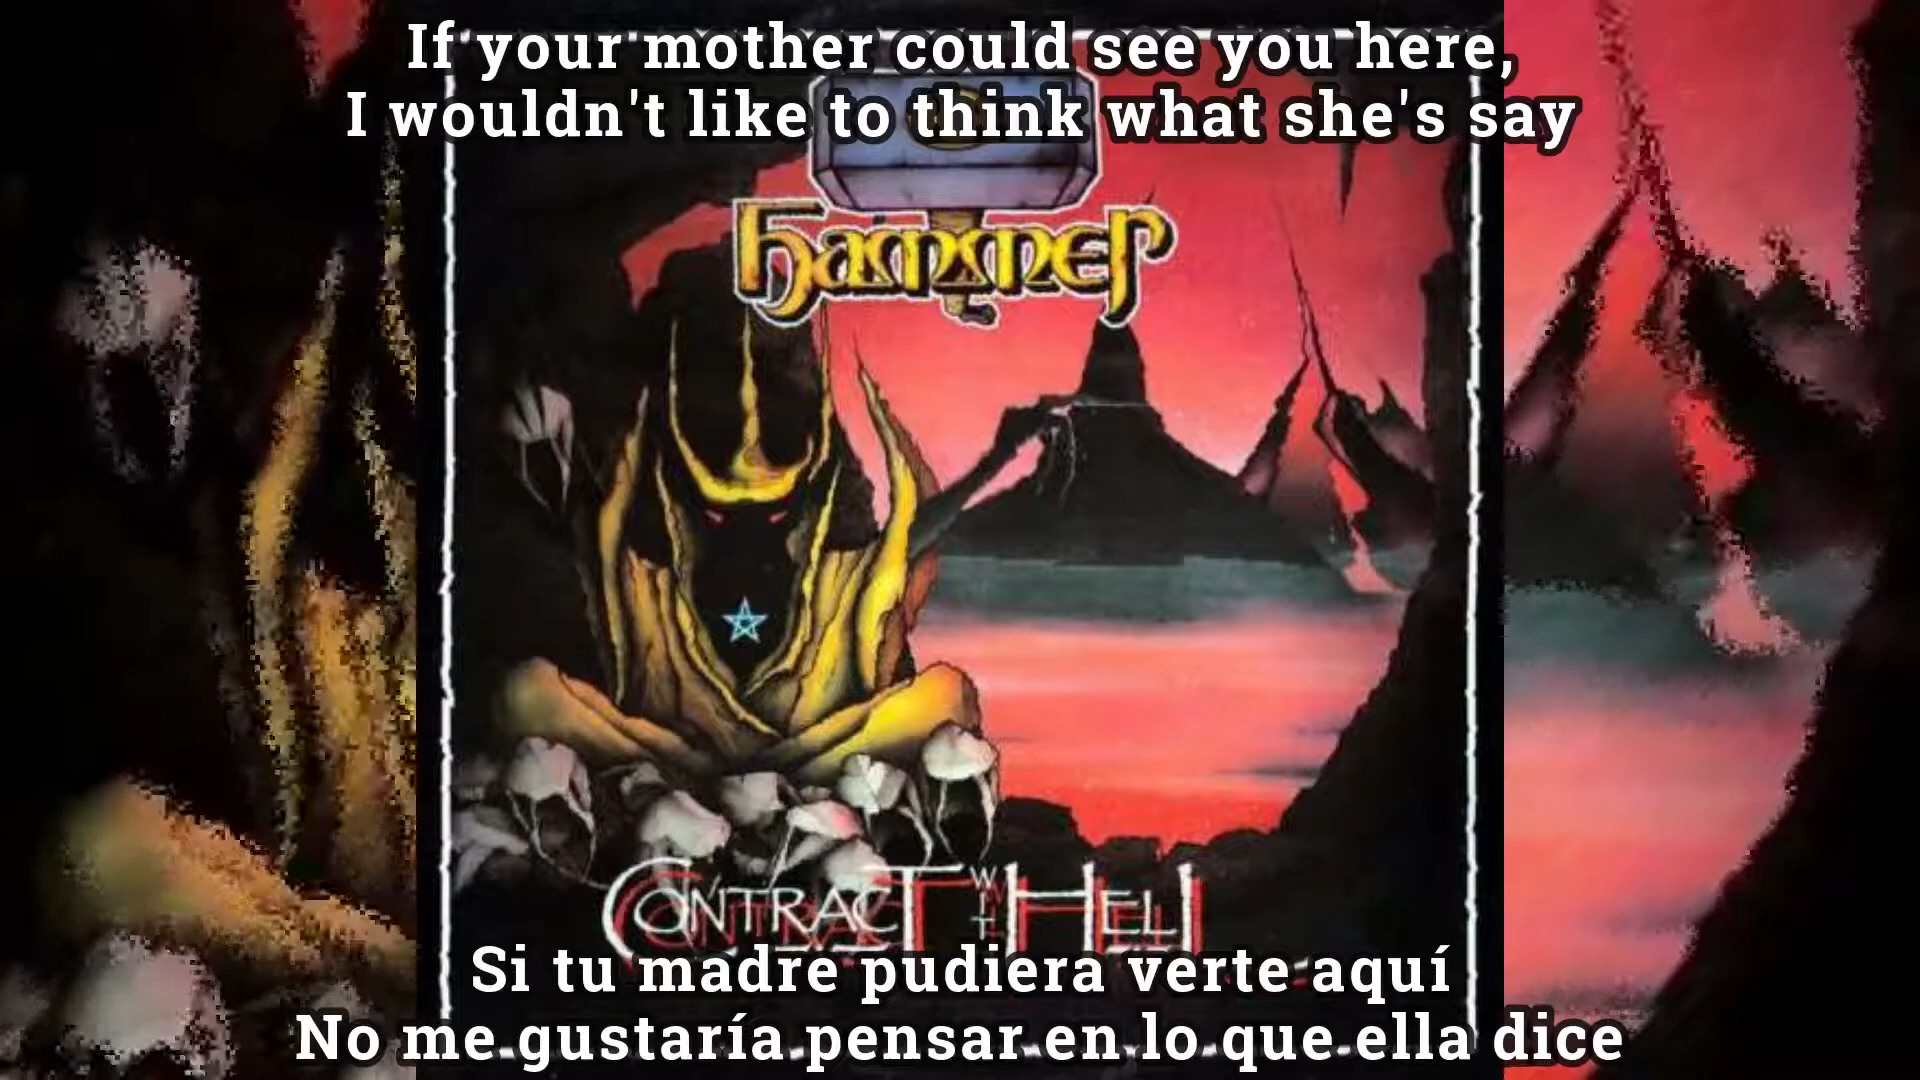 If your mother could see you here,
I wouldn't like to think what she's say
hammer
CONTRACT WITH HELL
Si tu madre pudiera verte aquí
No me gustaría pensar en lo que ella dice